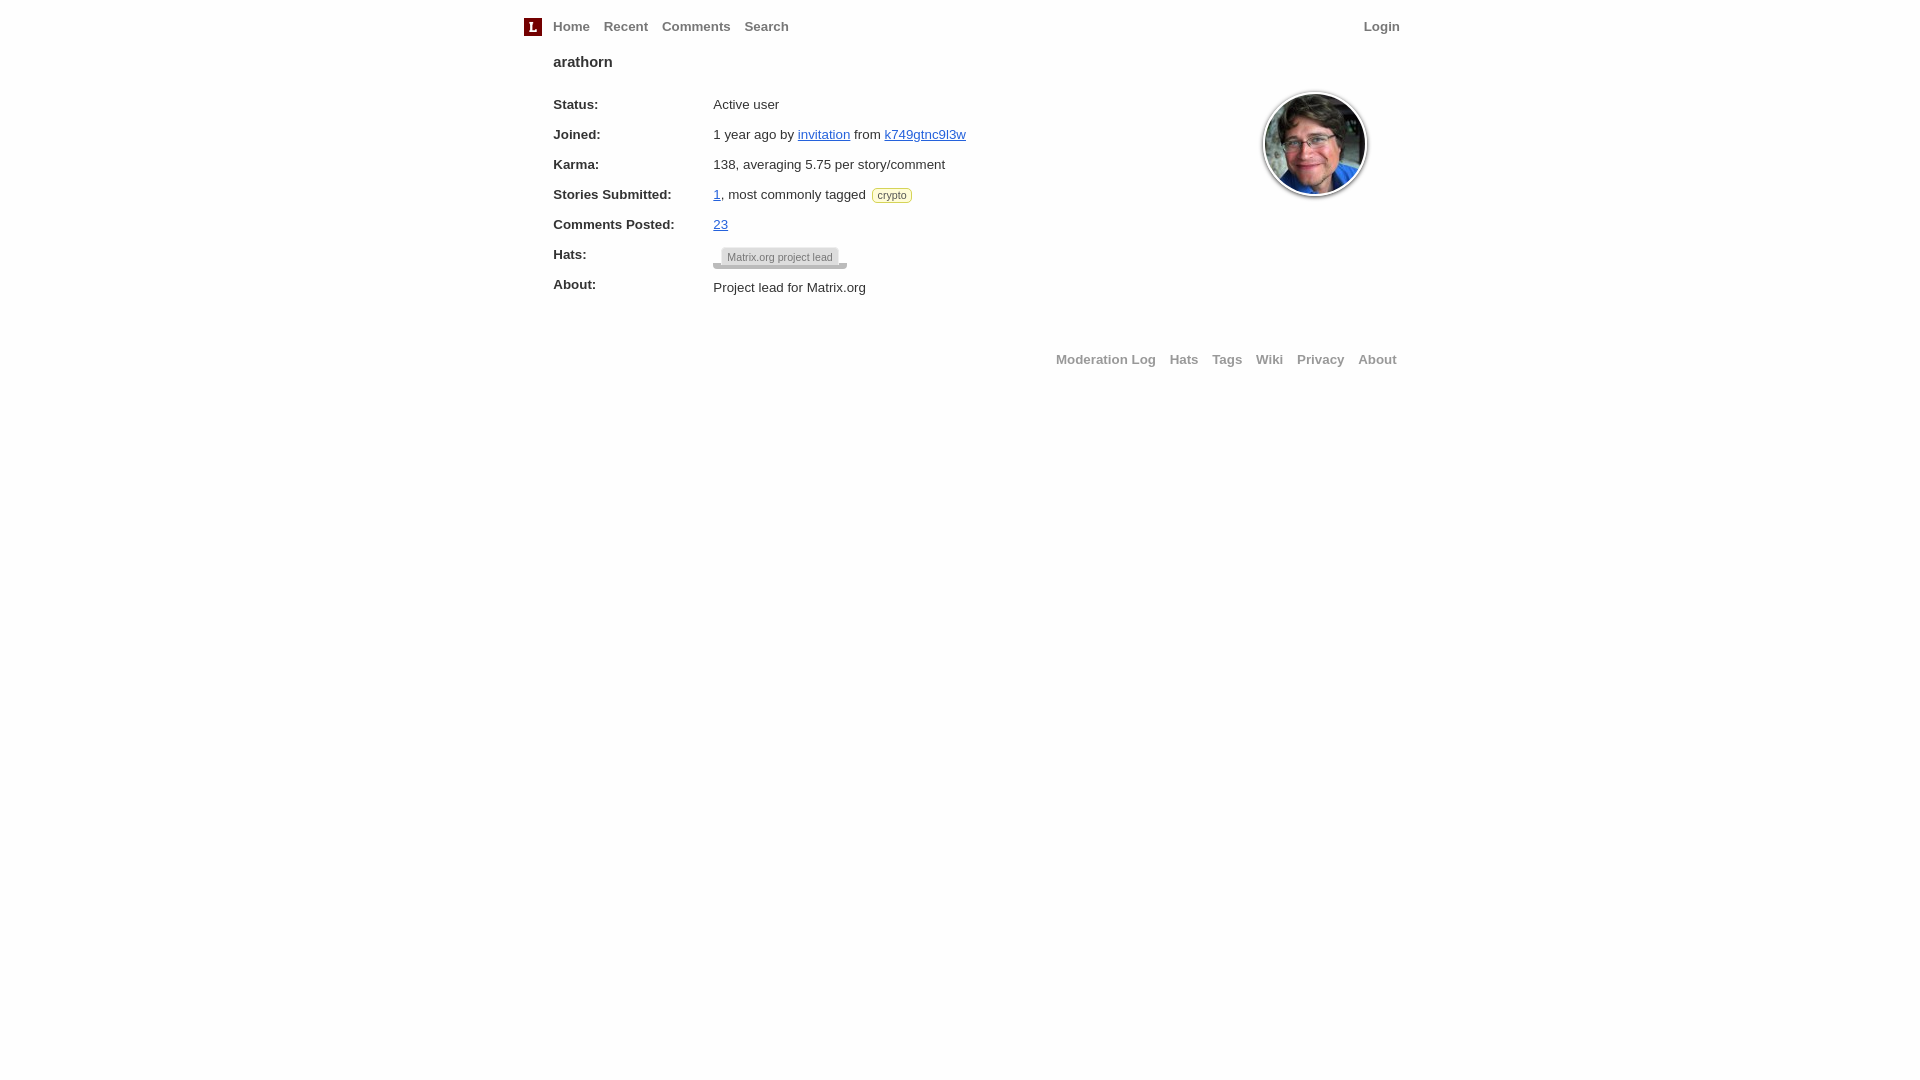 L Home Recent Comments Search Login
arathorn
Status: Active user
Joined: 1 year ago by invitation from k749gtnc9l3w
Karma: 138, averaging 5.75 per story/comment
Stories Submitted: 1, most commonly tagged crypto
Comments Posted: 23
Hats: Matrix.org project lead
About: Project lead for Matrix.org
Moderation Log Hats Tags Wiki Privacy About